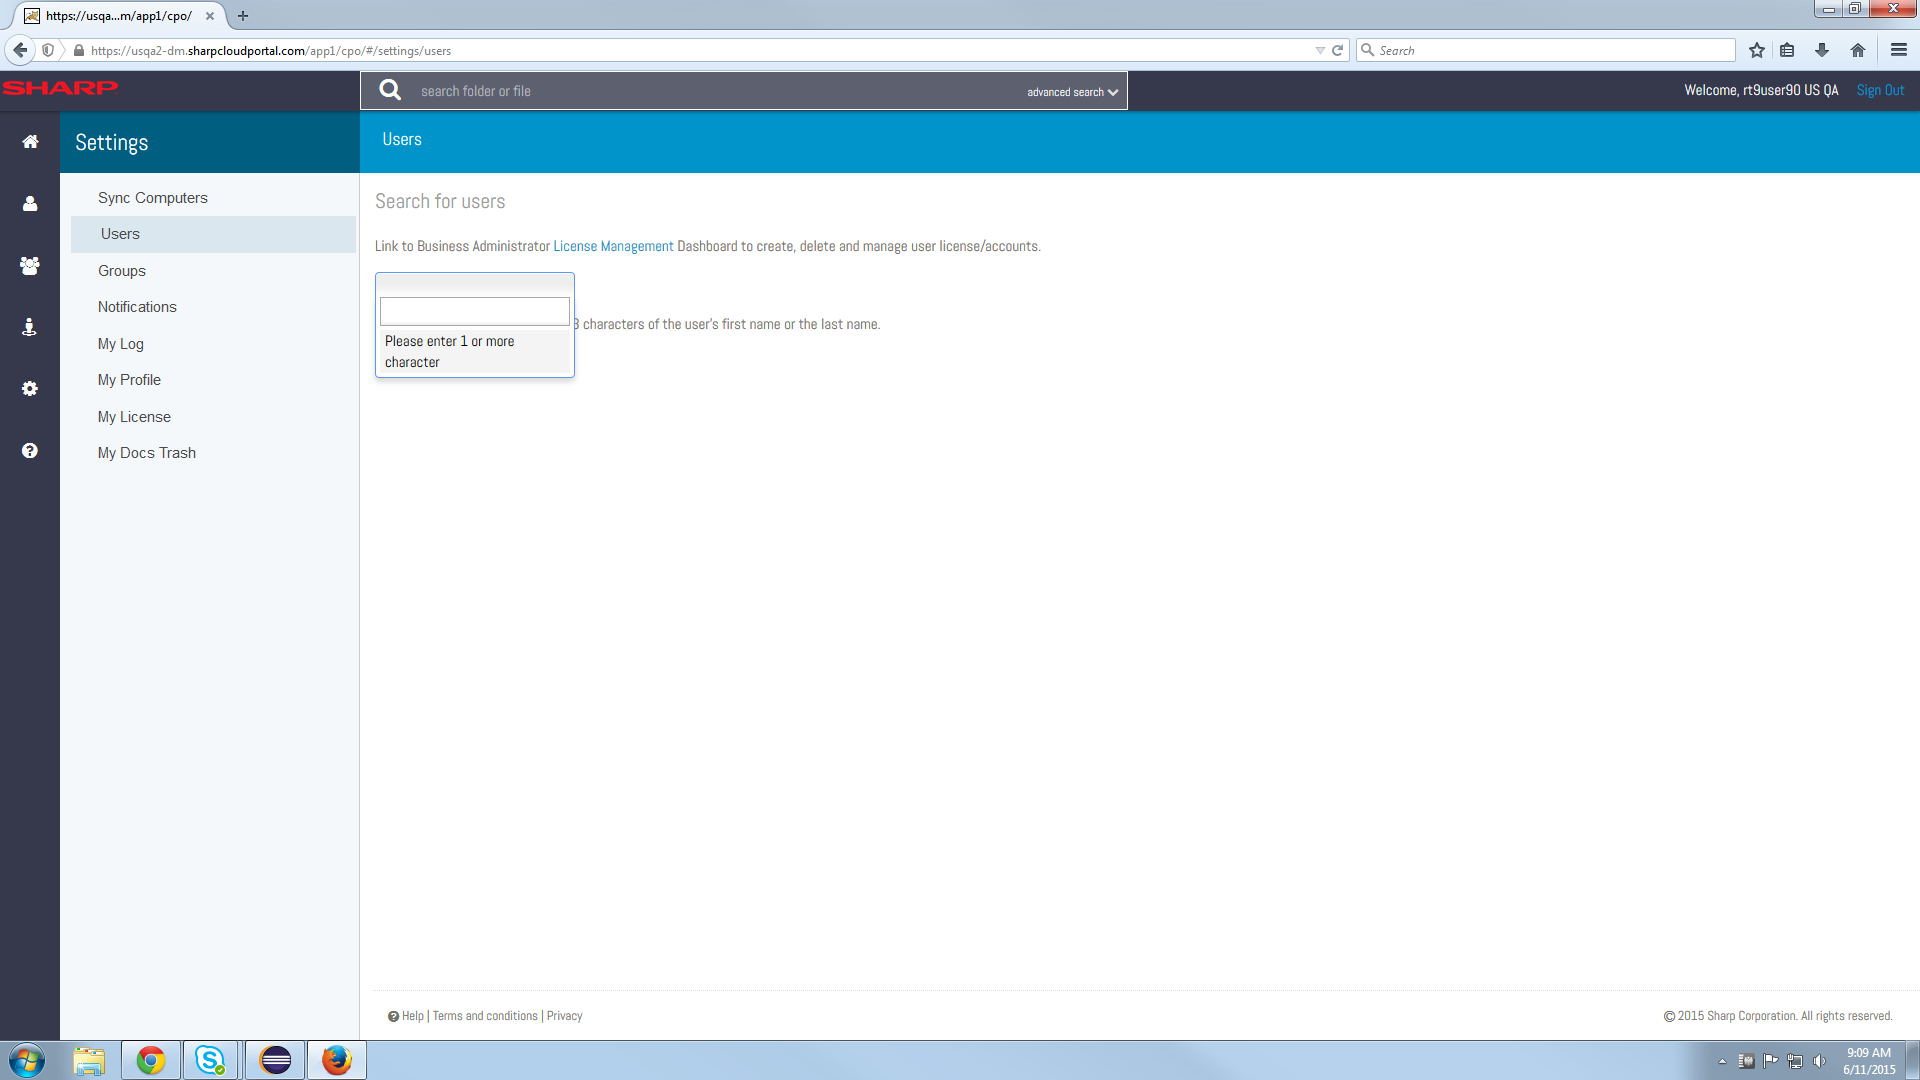 https://usqa...m/app1/cpo/
https://usqa2-dm.sharpcloudportal.com/app1/cpo/#/settings/users
Search
SHARP
search folder or file
advanced search
Welcome, rt9user90 US QA
Sign Out
Settings
Users
Sync Computers
Users
Groups
Notifications
My Log
My Profile
My License
My Docs Trash
Search for users
Link to Business Administrator License Management Dashboard to create, delete and manage user license/accounts.
3 characters of the user's first name or the last name.
Please enter 1 or more
character
Help | Terms and conditions | Privacy
© 2015 Sharp Corporation. All rights reserved.
9:09 AM
6/11/2015